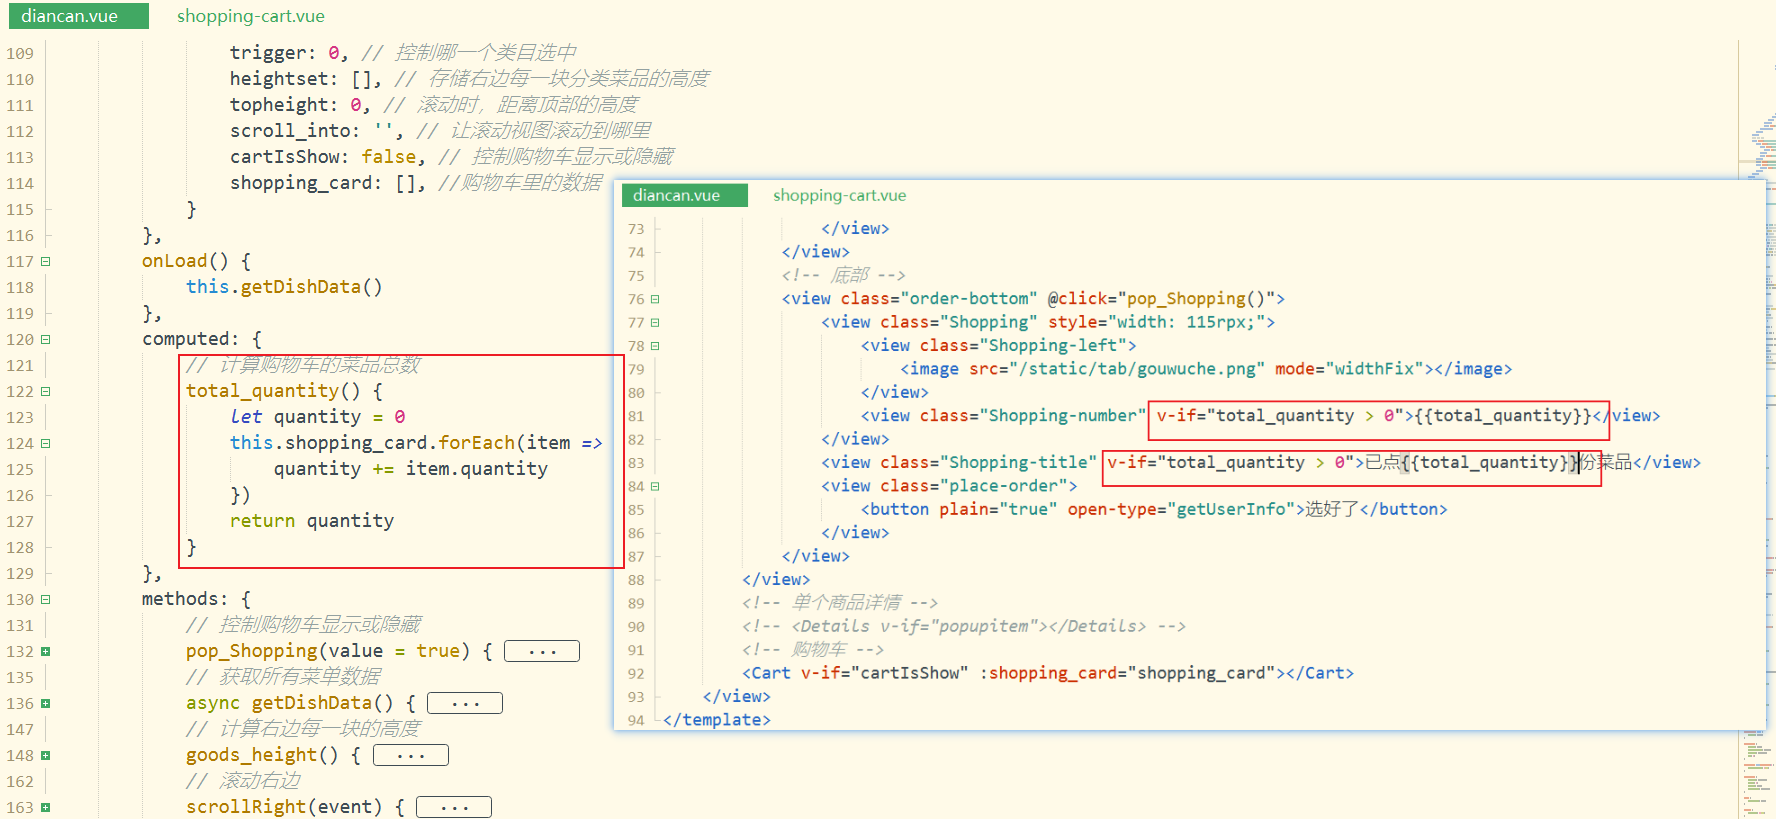 diancan.vue shopping-cart.vue
109 trigger: 0, // 控制哪一个类目选中
110 heightset: [], // 存储右边每一块分类菜品的高度
111 topheight: 0, // 滚动时，距离顶部的高度
112 scroll_into: '', // 让滚动视图滚动到哪里
113 cartIsShow: false, // 控制购物车显示或隐藏
114 shopping_card: [], //购物车里的数据
115 }
116 },
117 onLoad() {
118 this.getDishData()
119 },
120 computed: {
121 // 计算购物车的菜品总数
122 total_quantity() {
123 let quantity = 0
124 this.shopping_card.forEach(item =>
125 quantity += item.quantity
126 })
127 return quantity
128 }
129 },
130 methods: {
131 // 控制购物车显示或隐藏
132 pop_Shopping(value = true) { ...
135 // 获取所有菜单数据
136 async getDishData() { ...
147 // 计算右边每一块的高度
148 goods_height() { ...
162 // 滚动右边
163 scrollRight(event) { ...
diancan.vue shopping-cart.vue
73 </view>
74 </view>
75 <!-- 底部 -->
76 <view class="order-bottom" @click="pop_Shopping()">
77 <view class="Shopping" style="width: 115rpx;">
78 <view class="Shopping-left">
79 <image src="/static/tab/gouwuche.png" mode="widthFix"></image>
80 </view>
81 <view class="Shopping-number" v-if="total_quantity > 0">{{total_quantity}}</view>
82 </view>
83 <view class="Shopping-title" v-if="total_quantity > 0">已点{{total_quantity}}份菜品</view>
84 <view class="place-order">
85 <button plain="true" open-type="getUserInfo">选好了</button>
86 </view>
87 </view>
88 </view>
89 <!-- 单个商品详情 -->
90 <!-- <Details v-if="popupitem"></Details> -->
91 <!-- 购物车 -->
92 <Cart v-if="cartIsShow" :shopping_card="shopping_card"></Cart>
93 </view>
94 </template>